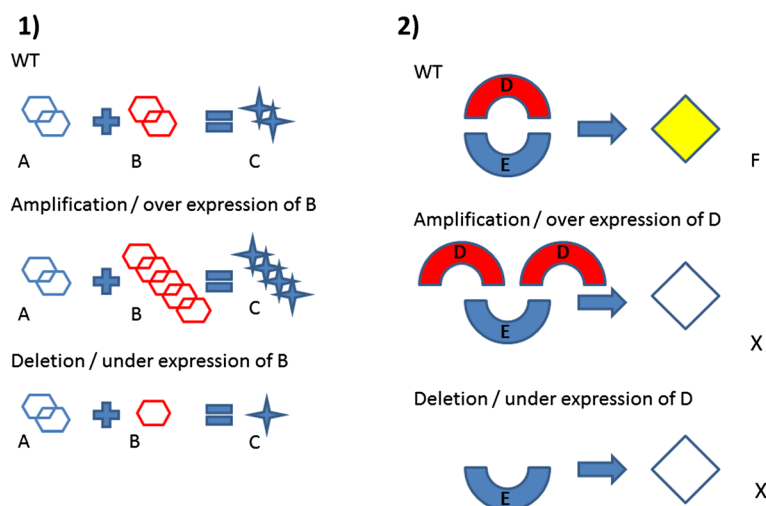 1)
WT
A B C
Amplification / over expression of B
A B C
Deletion / under expression of B
A B C
2)
WT
D
E
F
Amplification / over expression of D
D D
E
X
Deletion / under expression of D
E
X